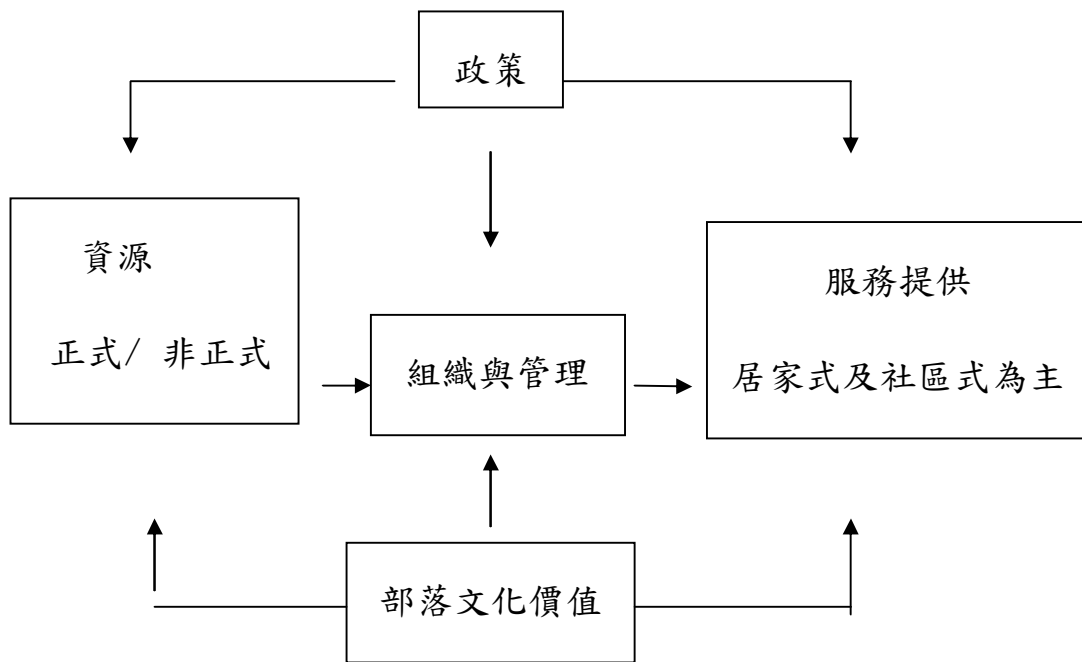 政策
資源
正式/ 非正式
組織與管理
服務提供
居家式及社區式為主
部落文化價值